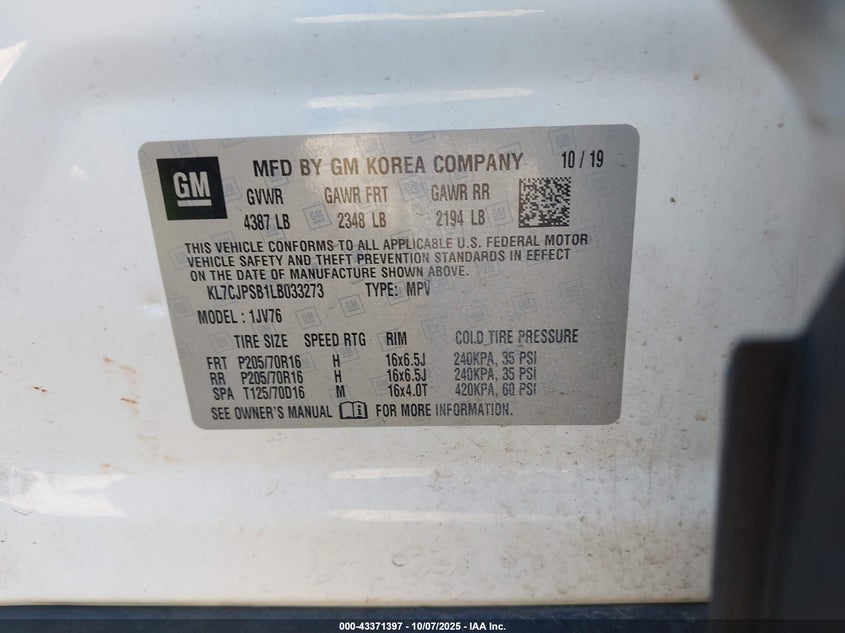 GM MFD BY GM KOREA COMPANY 10 / 19
GVWR GAWR FRT GAWR RR
4387 LB 2348 LB 2194 LB
THIS VEHICLE CONFORMS TO ALL APPLICABLE U.S. FEDERAL MOTOR
VEHICLE SAFETY AND THEFT PREVENTION STANDARDS IN EFFECT
ON THE DATE OF MANUFACTURE SHOWN ABOVE.
KL7CJPSB1LB033273 TYPE: MPV
MODEL: 1JV76
TIRE SIZE SPEED RTG RIM COLD TIRE PRESSURE
FRT P205/70R16 H 16x6.5J 240KPA, 35 PSI
RR P205/70R16 H 16x6.5J 240KPA, 35 PSI
SPA T125/70D16 M 16x4.0T 420KPA, 60 PSI
SEE OWNER'S MANUAL FOR MORE INFORMATION.
000-43371397 - 10/07/2025 - IAA Inc.